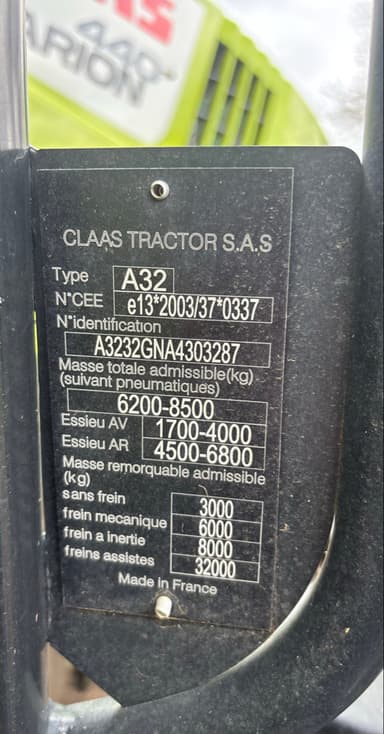 440
ARION
CLAAS TRACTOR S.A.S
Type A32
N°CEE e13*2003/37*0337
N°identification
A3232GNA4303287
Masse totale admissible(kg)
(suivant pneumatiques)
6200-8500
Essieu AV 1700-4000
Essieu AR 4500-6800
Masse remorquable admissible
(kg)
sans frein 3000
frein mecanique 6000
frein a inertie 8000
freins assistes 32000
Made in France